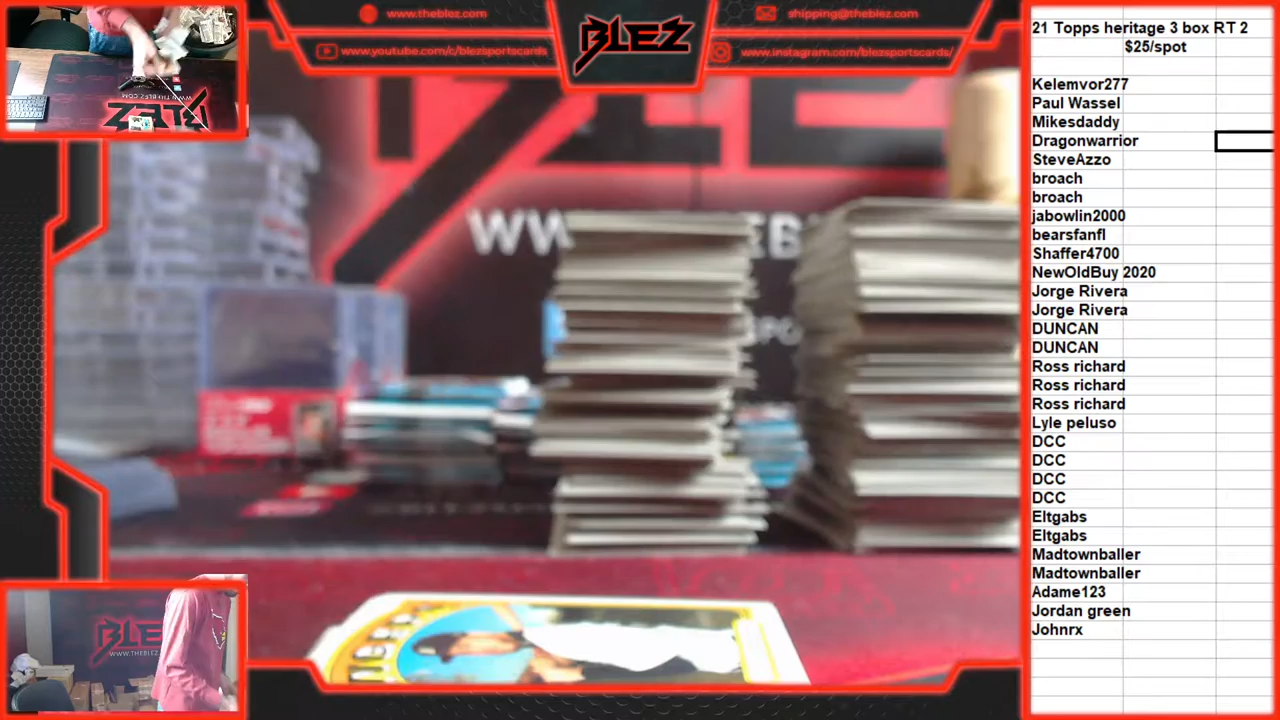 www.theblez.com
shipping@theblez.com
www.youtube.com/c/blezsportscards
BLEZ
www.instagram.com/blezsportscards/
21 Topps heritage 3 box RT 2
$25/spot
Kelemvor277
Paul Wassel
Mikesdaddy
Dragonwarrior
SteveAzzo
broach
broach
jabowlin2000
bearsfanfl
Shaffer4700
NewOldBuy 2020
Jorge Rivera
Jorge Rivera
DUNCAN
DUNCAN
Ross richard
Ross richard
Ross richard
Lyle peluso
DCC
DCC
DCC
DCC
Eltgabs
Eltgabs
Madtownballer
Madtownballer
Adame123
Jordan green
Johnrx
BLEZ
WWW.THEBLEZ